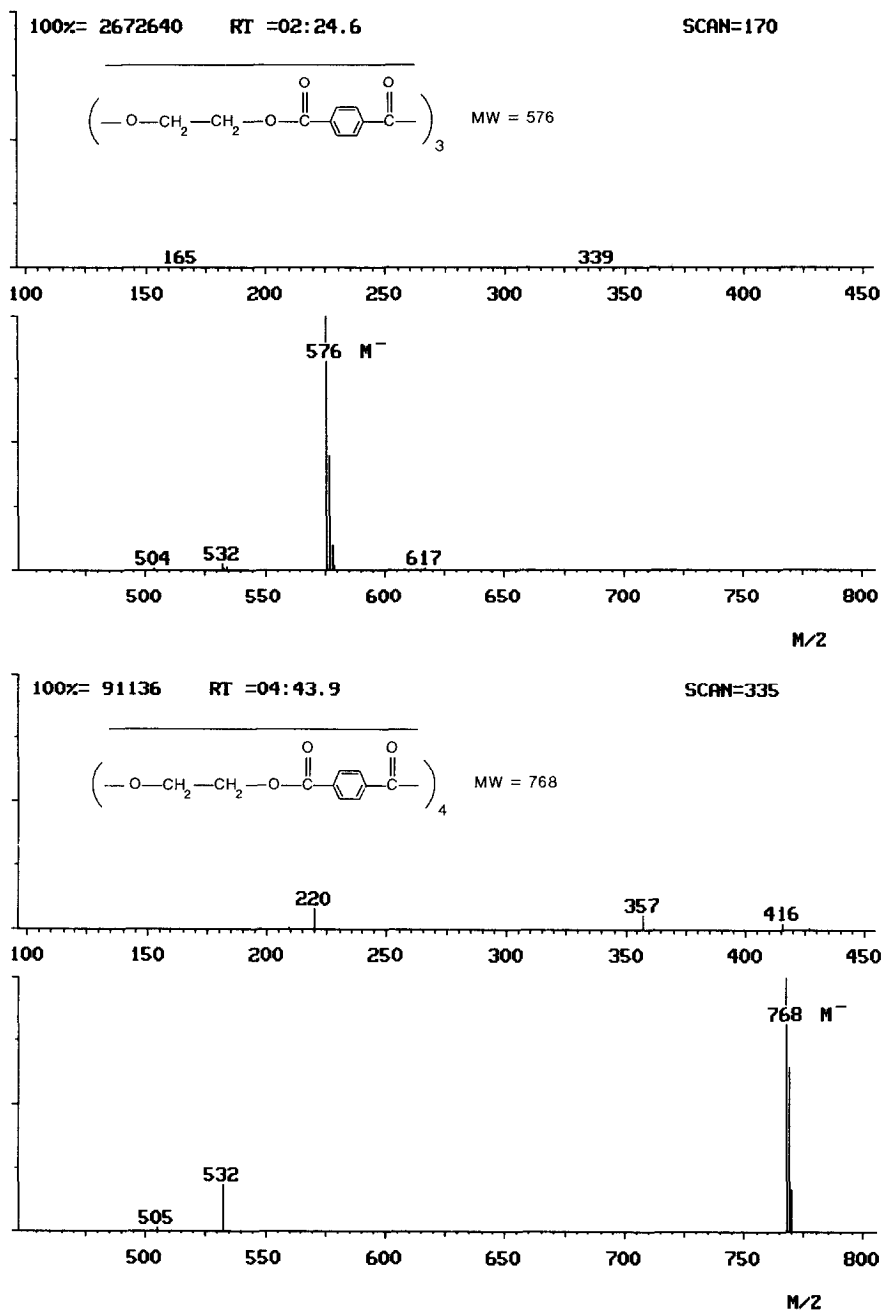 100%= 2672640 RT =02:24.6 SCAN=170
O O
( — O—CH2—CH2—O—C— —C— )3 MW = 576
165 339
100 150 200 250 300 350 400 450
576 M−
504 532 617
500 550 600 650 700 750 800
M/Z
100%= 91136 RT =04:43.9 SCAN=335
O O
( — O—CH2—CH2—O—C— —C— )4 MW = 768
220 357 416
100 150 200 250 300 350 400 450
768 M−
532
505
500 550 600 650 700 750 800
M/Z